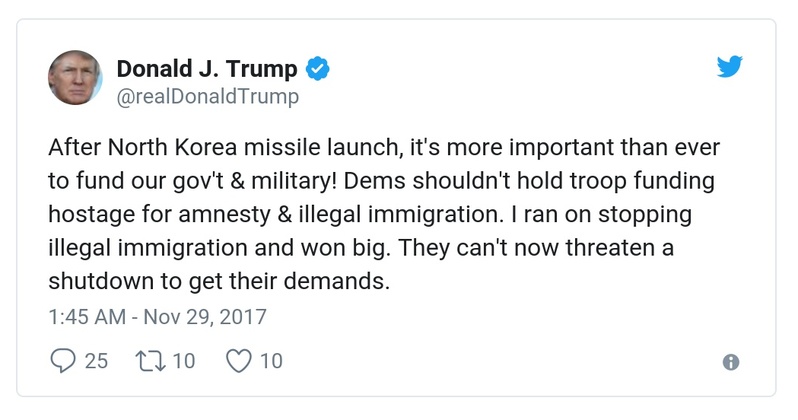 Donald J. Trump
@realDonaldTrump
After North Korea missile launch, it's more important than ever
to fund our gov't & military! Dems shouldn't hold troop funding
hostage for amnesty & illegal immigration. I ran on stopping
illegal immigration and won big. They can't now threaten a
shutdown to get their demands.
1:45 AM - Nov 29, 2017
25 10 10